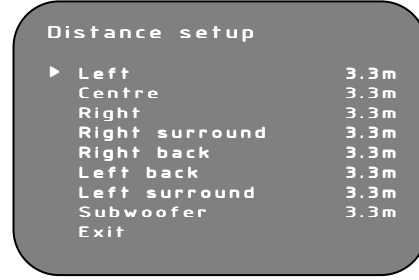 Distance setup
Left 3.3m
Centre 3.3m
Right 3.3m
Right surround 3.3m
Right back 3.3m
Left back 3.3m
Left surround 3.3m
Subwoofer 3.3m
Exit